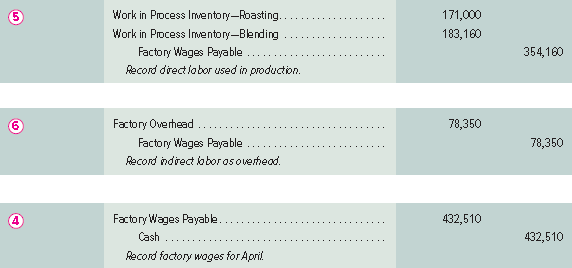 ⑤ Work in Process Inventory—Roasting. . . . . . . . . . . . . . . . . . . . . . . . . 171,000
Work in Process Inventory—Blending . . . . . . . . . . . . . . . . . . . . . . . . . 183,160
Factory Wages Payable . . . . . . . . . . . . . . . . . . . . . . . . . . . . . . . . 354,160
Record direct labor used in production.
⑥ Factory Overhead . . . . . . . . . . . . . . . . . . . . . . . . . . . . . . . . . . . . . . . 78,350
Factory Wages Payable . . . . . . . . . . . . . . . . . . . . . . . . . . . . . . . . 78,350
Record indirect labor as overhead.
④ Factory Wages Payable. . . . . . . . . . . . . . . . . . . . . . . . . . . . . . . . . . . . 432,510
Cash . . . . . . . . . . . . . . . . . . . . . . . . . . . . . . . . . . . . . . . . . . . . . . . . 432,510
Record factory wages for April.